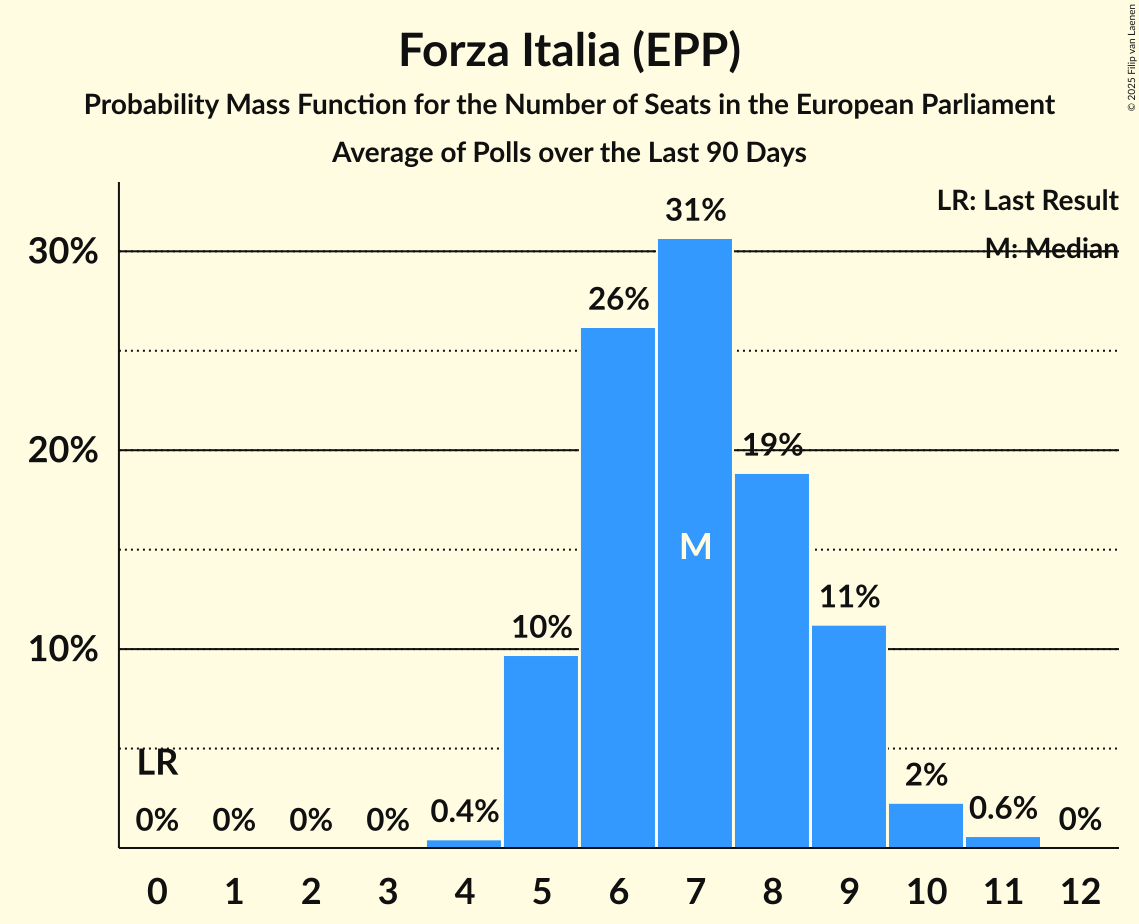 Forza Italia (EPP)
Probability Mass Function for the Number of Seats in the European Parliament
Average of Polls over the Last 90 Days
© 2025 Filip van Laenen
LR: Last Result
M: Median
30%
20%
10%
31%
26%
19%
M
11%
10%
LR
2%
0% 0% 0% 0% 0.4% 0.6% 0%
0 1 2 3 4 5 6 7 8 9 10 11 12